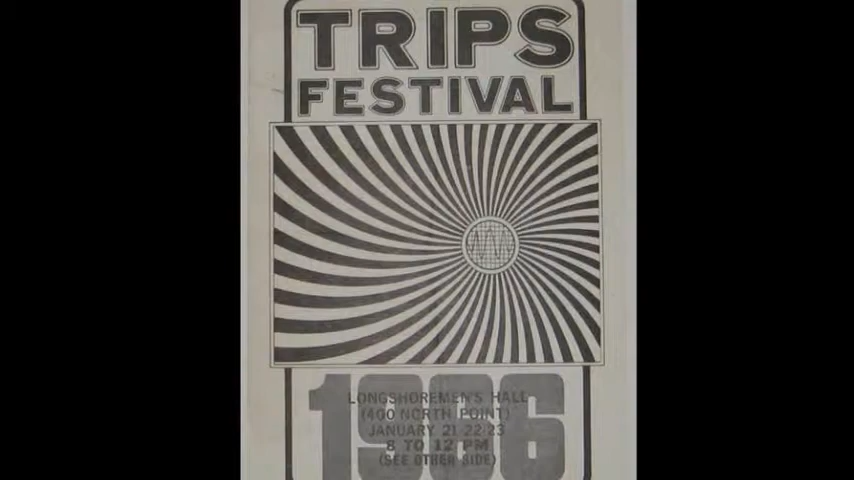 TRIPS
FESTIVAL
1966
LONGSHOREMEN'S HALL
(400 NORTH POINT)
JANUARY 21·22·23
8 TO 12 PM
(SEE OTHER SIDE)